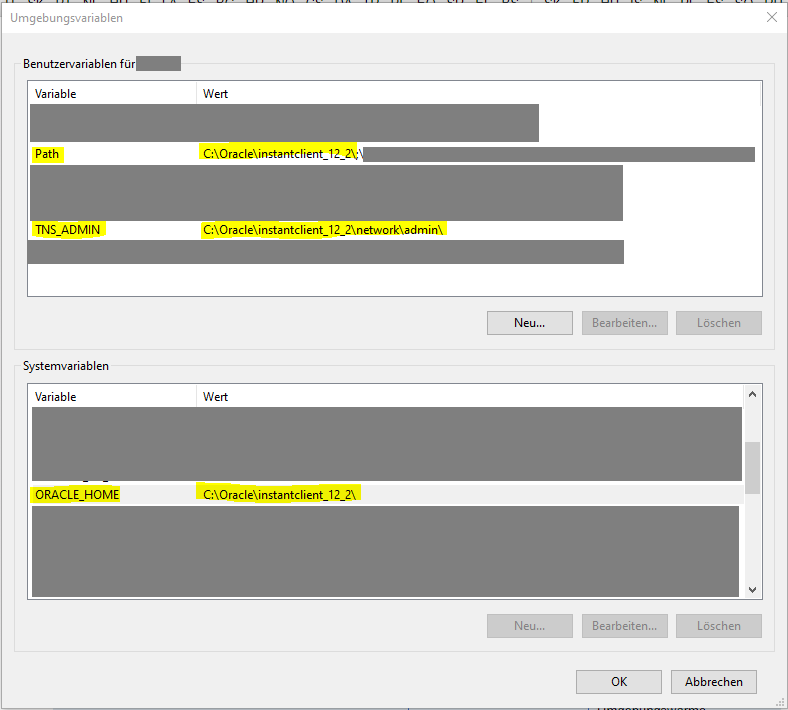 Umgebungsvariablen
Benutzervariablen für
Variable Wert
Path C:\Oracle\instantclient_12_2\;\
TNS_ADMIN C:\Oracle\instantclient_12_2\network\admin\
Neu... Bearbeiten... Löschen
Systemvariablen
Variable Wert
ORACLE_HOME C:\Oracle\instantclient_12_2\
Neu... Bearbeiten... Löschen
OK Abbrechen